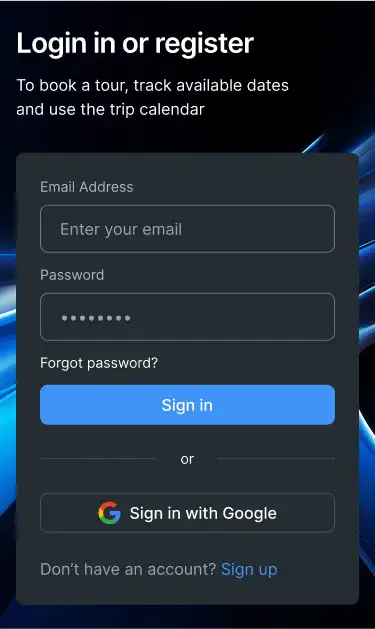 Login in or register
To book a tour, track available dates
and use the trip calendar
Email Address
Enter your email
Password
••••••••
Forgot password?
Sign in
or
Sign in with Google
Don't have an account? Sign up